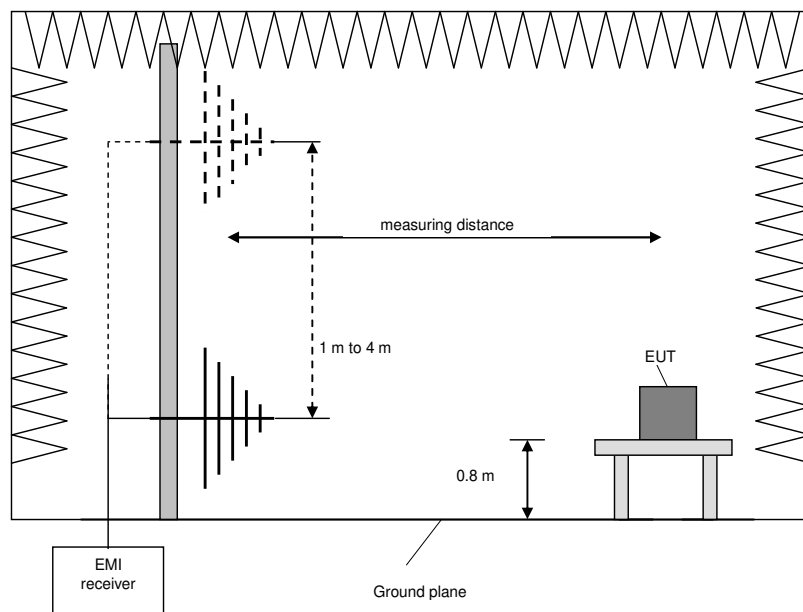 measuring distance
1 m to 4 m
EUT
0.8 m
EMI
receiver
Ground plane